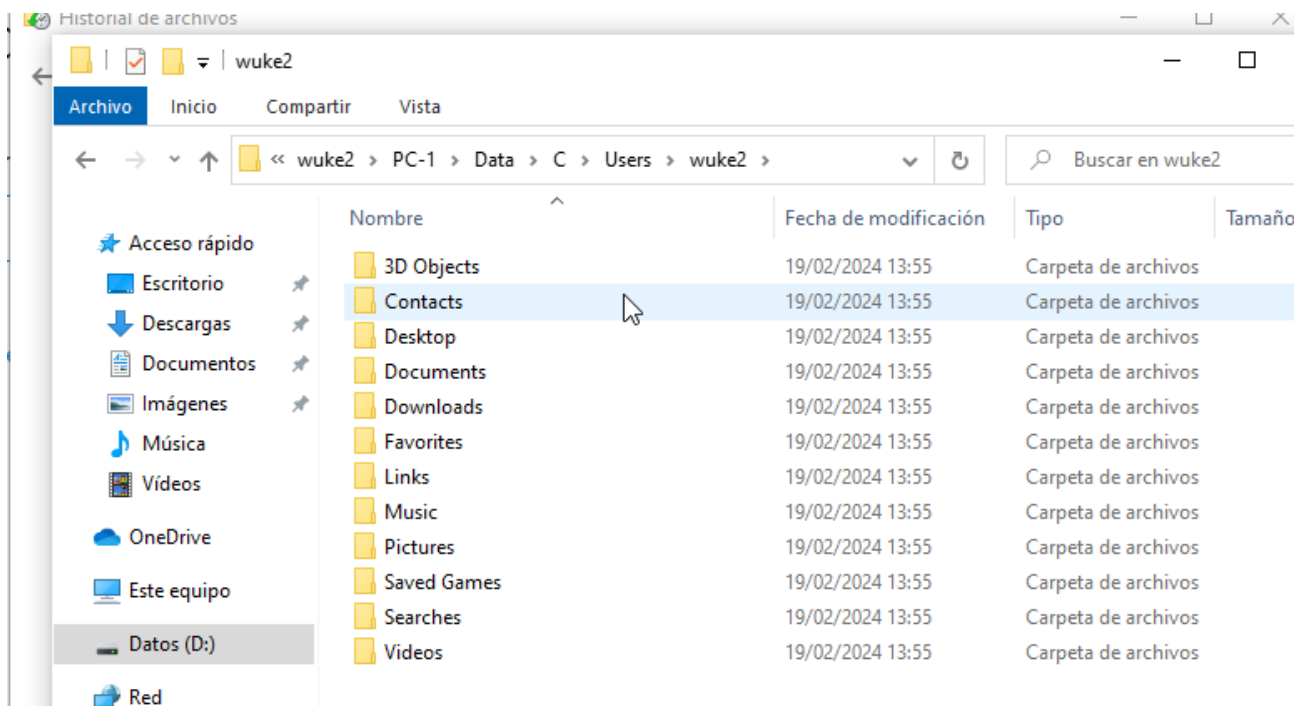 Historial de archivos
wuke2
Archivo Inicio Compartir Vista
« wuke2 > PC-1 > Data > C > Users > wuke2 > Buscar en wuke2
Nombre Fecha de modificación Tipo Tamaño
Acceso rápido
Escritorio
Descargas
Documentos
Imágenes
Música
Vídeos
OneDrive
Este equipo
Datos (D:)
Red
3D Objects 19/02/2024 13:55 Carpeta de archivos
Contacts 19/02/2024 13:55 Carpeta de archivos
Desktop 19/02/2024 13:55 Carpeta de archivos
Documents 19/02/2024 13:55 Carpeta de archivos
Downloads 19/02/2024 13:55 Carpeta de archivos
Favorites 19/02/2024 13:55 Carpeta de archivos
Links 19/02/2024 13:55 Carpeta de archivos
Music 19/02/2024 13:55 Carpeta de archivos
Pictures 19/02/2024 13:55 Carpeta de archivos
Saved Games 19/02/2024 13:55 Carpeta de archivos
Searches 19/02/2024 13:55 Carpeta de archivos
Videos 19/02/2024 13:55 Carpeta de archivos